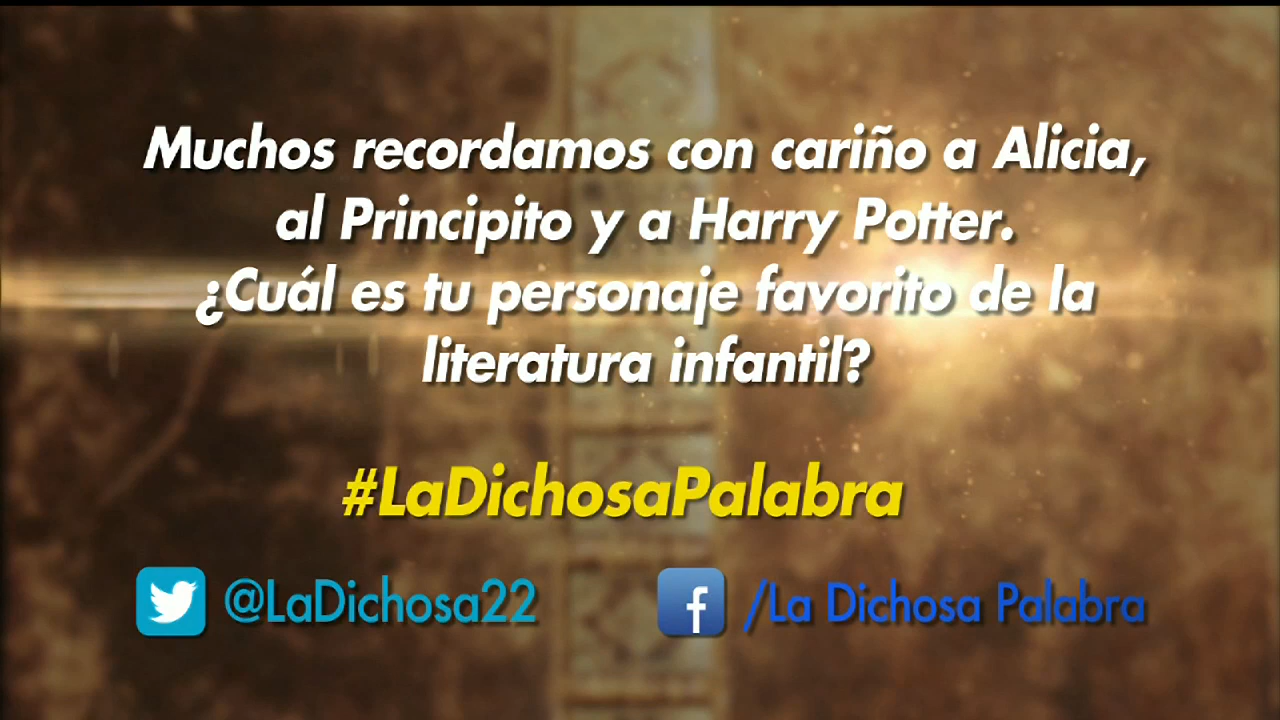 Muchos recordamos con cariño a Alicia,
al Principito y a Harry Potter.
¿Cuál es tu personaje favorito de la
literatura infantil?
#LaDichosaPalabra
@LaDichosa22
f /La Dichosa Palabra